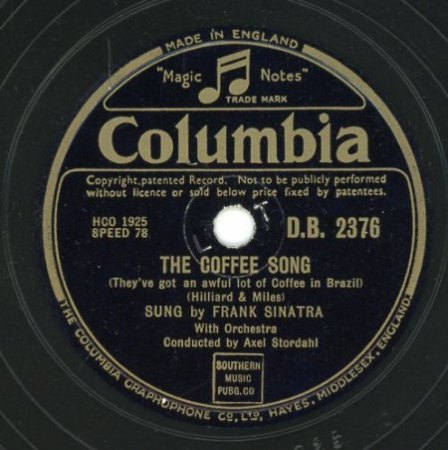 MADE IN ENGLAND
"Magic Notes"
TRADE MARK
Columbia
Copyright, patented Record. Not to be publicly performed
without licence or sold below price fixed by patentees.
HCO 1925
SPEED 78
D.B. 2376
THE COFFEE SONG
(They've got an awful lot of Coffee in Brazil)
(Hilliard & Miles)
SUNG by FRANK SINATRA
With Orchestra
Conducted by Axel Stordahl
SOUTHERN
MUSIC
PUBG. CO
THE COLUMBIA GRAPHOPHONE CO, LTD, HAYES, MIDDLESEX, ENGLAND.